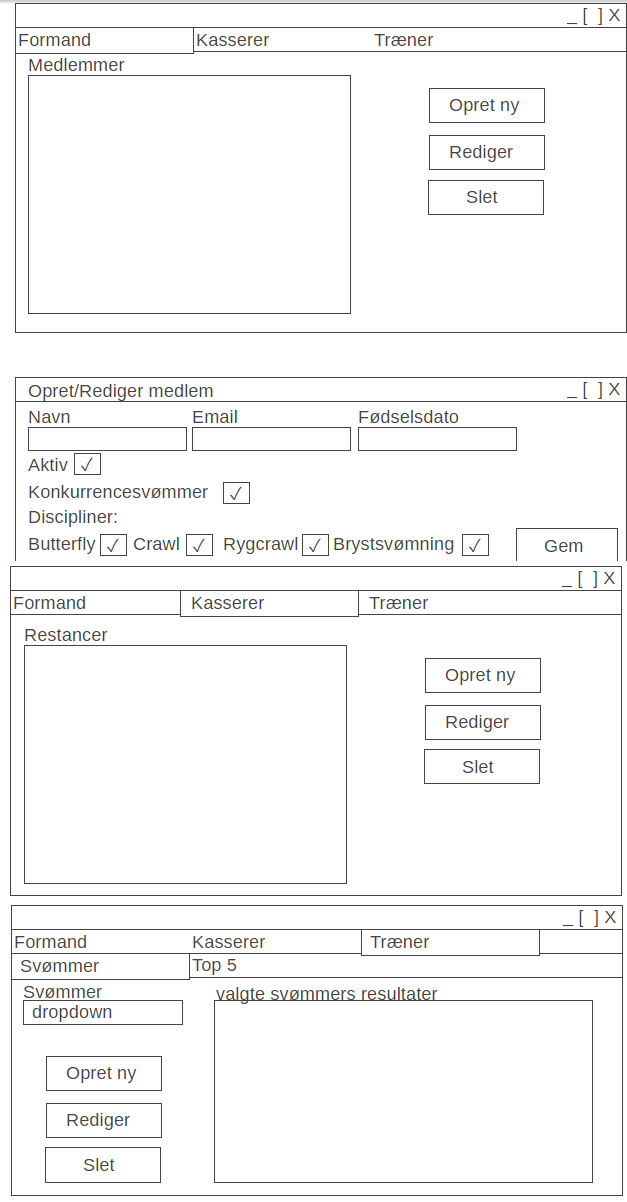 _ [ ] X
Formand Kasserer Træner
Medlemmer
Opret ny
Rediger
Slet
Opret/Rediger medlem _ [ ] X
Navn Email Fødselsdato
Aktiv ✓
Konkurrencesvømmer ✓
Discipliner:
Butterfly ✓ Crawl ✓ Rygcrawl ✓ Brystsvømning ✓ Gem
_ [ ] X
Formand Kasserer Træner
Restancer
Opret ny
Rediger
Slet
_ [ ] X
Formand Kasserer Træner
Svømmer Top 5
Svømmer valgte svømmers resultater
dropdown
Opret ny
Rediger
Slet